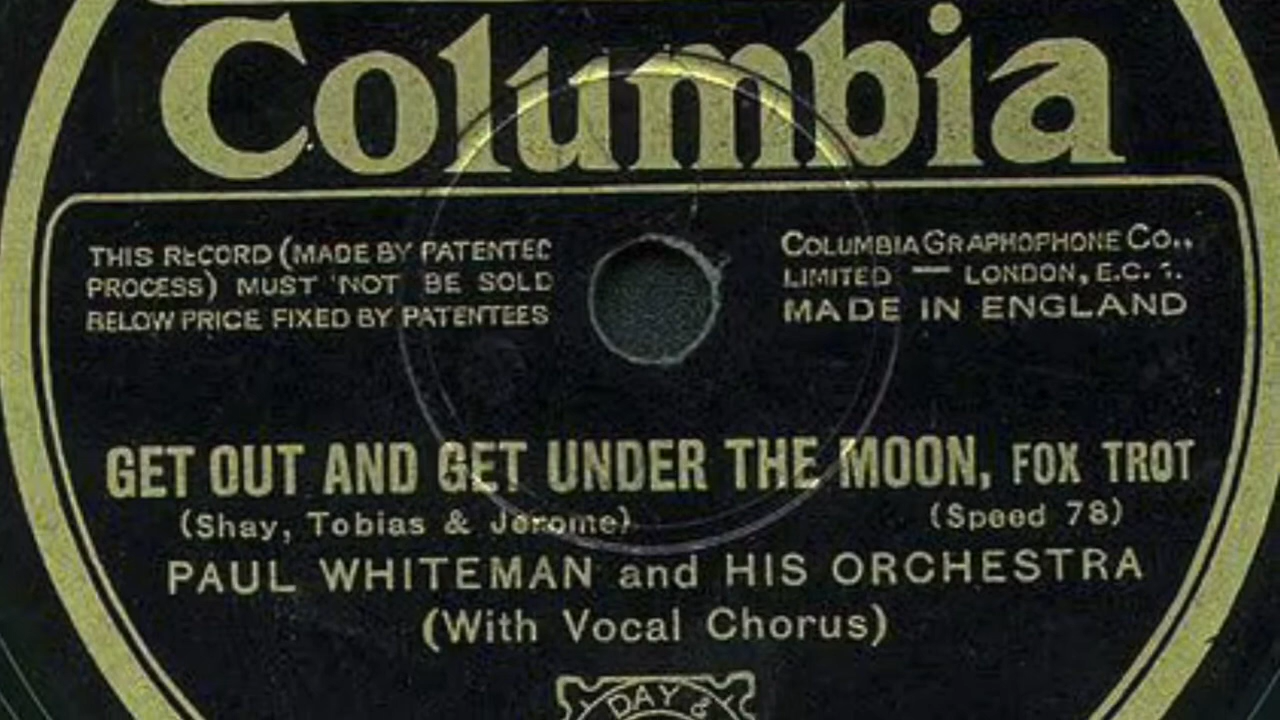 Columbia
THIS RECORD (MADE BY PATENTED
PROCESS) MUST NOT BE SOLD
BELOW PRICE FIXED BY PATENTEES
COLUMBIA GRAPHOPHONE CO.,
LIMITED — LONDON, E.C. 1.
MADE IN ENGLAND
GET OUT AND GET UNDER THE MOON, FOX TROT
(Shay, Tobias & Jerome) (Speed 78)
PAUL WHITEMAN and HIS ORCHESTRA
(With Vocal Chorus)
DAY &